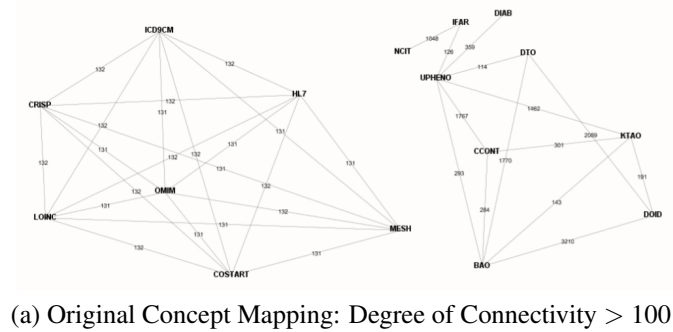 DIAB
IFAR
ICD9CM
1048
NCIT
126
359
DTO
132
132
114
UPHENO
HL7
CRISP
132
131
1462
1767
132
131
2089
KTAO
131
301
132
CCONT
132
132
131
1770
132
131
131
293
191
OMIM
132
132
143
131
132
284
LOINC
DOID
131
131
MESH
132
131
3210
BAO
COSTART
(a) Original Concept Mapping: Degree of Connectivity > 100